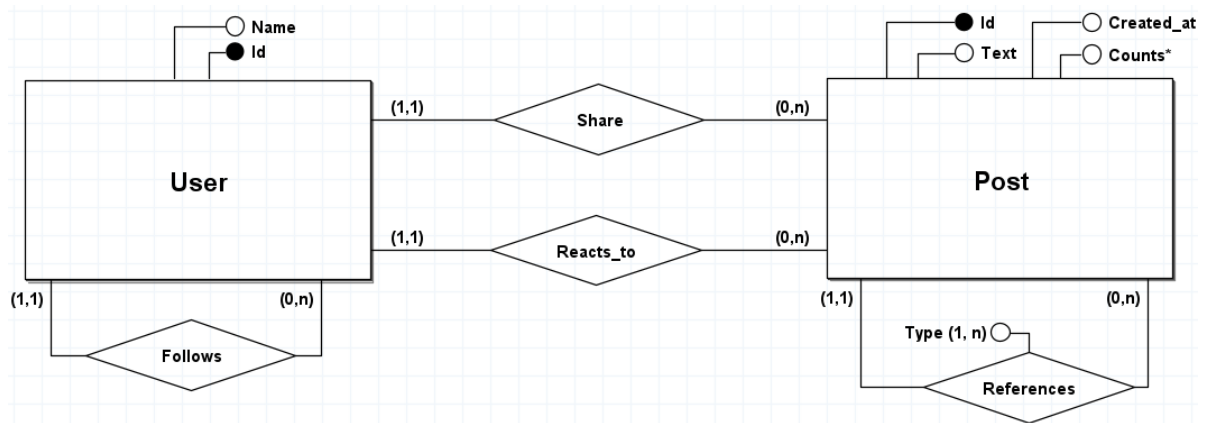 Name
Id
User
(1,1)
(0,n)
Follows
(1,1)
Share
(0,n)
(1,1)
Reacts_to
(0,n)
Id
Text
Created_at
Counts*
Post
(1,1)
(0,n)
Type (1, n)
References